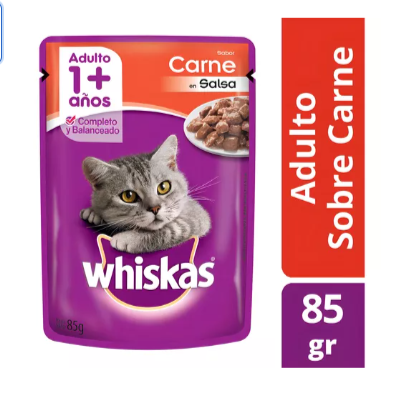 Adulto
1+
años
Completo
y Balanceado
Sabor
Carne
en Salsa
whiskas®
85g
Adulto
Sobre Carne
85
gr